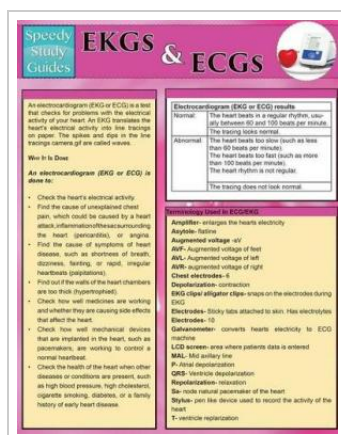 Speedy
Study
Guides
EKGs
& ECGs
An electrocardiogram (EKG or ECG) is a test
that checks for problems with the electrical
activity of your heart. An EKG translates the
heart's electrical activity into line tracings
on paper. The spikes and dips in the line
tracings camera gif are called waves.
Why It Is Done
An electrocardiogram (EKG or ECG) is
done to:
• Check the heart's electrical activity.
• Find the cause of unexplained chest
pain, which could be caused by a heart
attack, inflammation of the sac surrounding
the heart (pericarditis), or angina.
• Find the cause of symptoms of heart
disease, such as shortness of breath,
dizziness, fainting, or rapid, irregular
heartbeats (palpitations).
• Find out if the walls of the heart chambers
are too thick (hypertrophied).
• Check how well medicines are working
and whether they are causing side effects
that affect the heart.
• Check how well mechanical devices
that are implanted in the heart, such as
pacemakers, are working to control a
normal heartbeat.
• Check the health of the heart when other
diseases or conditions are present, such
as high blood pressure, high cholesterol,
cigarette smoking, diabetes, or a family
history of early heart disease.
Electrocardiogram (EKG or ECG) results
Normal: The heart beats in a regular rhythm, usu-
ally between 60 and 100 beats per minute.
The tracing looks normal.
Abnormal: The heart beats too slow (such as less
than 60 beats per minute).
The heart beats too fast (such as more
than 100 beats per minute).
The heart rhythm is not regular.
The tracing does not look normal
Terminology Used in ECG/EKG
Amplifier- enlarges the hearts electricity
Asytole- flatline
Augmented voltage -aV
AVF- Augmented voltage of feet
AVL- Augmented voltage of left
AVR- augmented voltage of right
Chest electrodes- 6
Depolarization- contraction
EKG clips/ alligator clips- snaps on the electrodes during
EKG
Electrodes- Sticky tabs attached to skin. Has electrolytes
Electrodes- 10
Galvanometer- converts hearts electricity to ECG
machine
LCD screen- area where patients data is entered
MAL- Mid axillary line
P- Atrial depolarization
QRS- Ventricle depolarization
Repolarization- relaxation
Sa- node natural pacemaker of the heart
Stylus- pen like device used to record the activity of the
heart
T- ventricle replarization